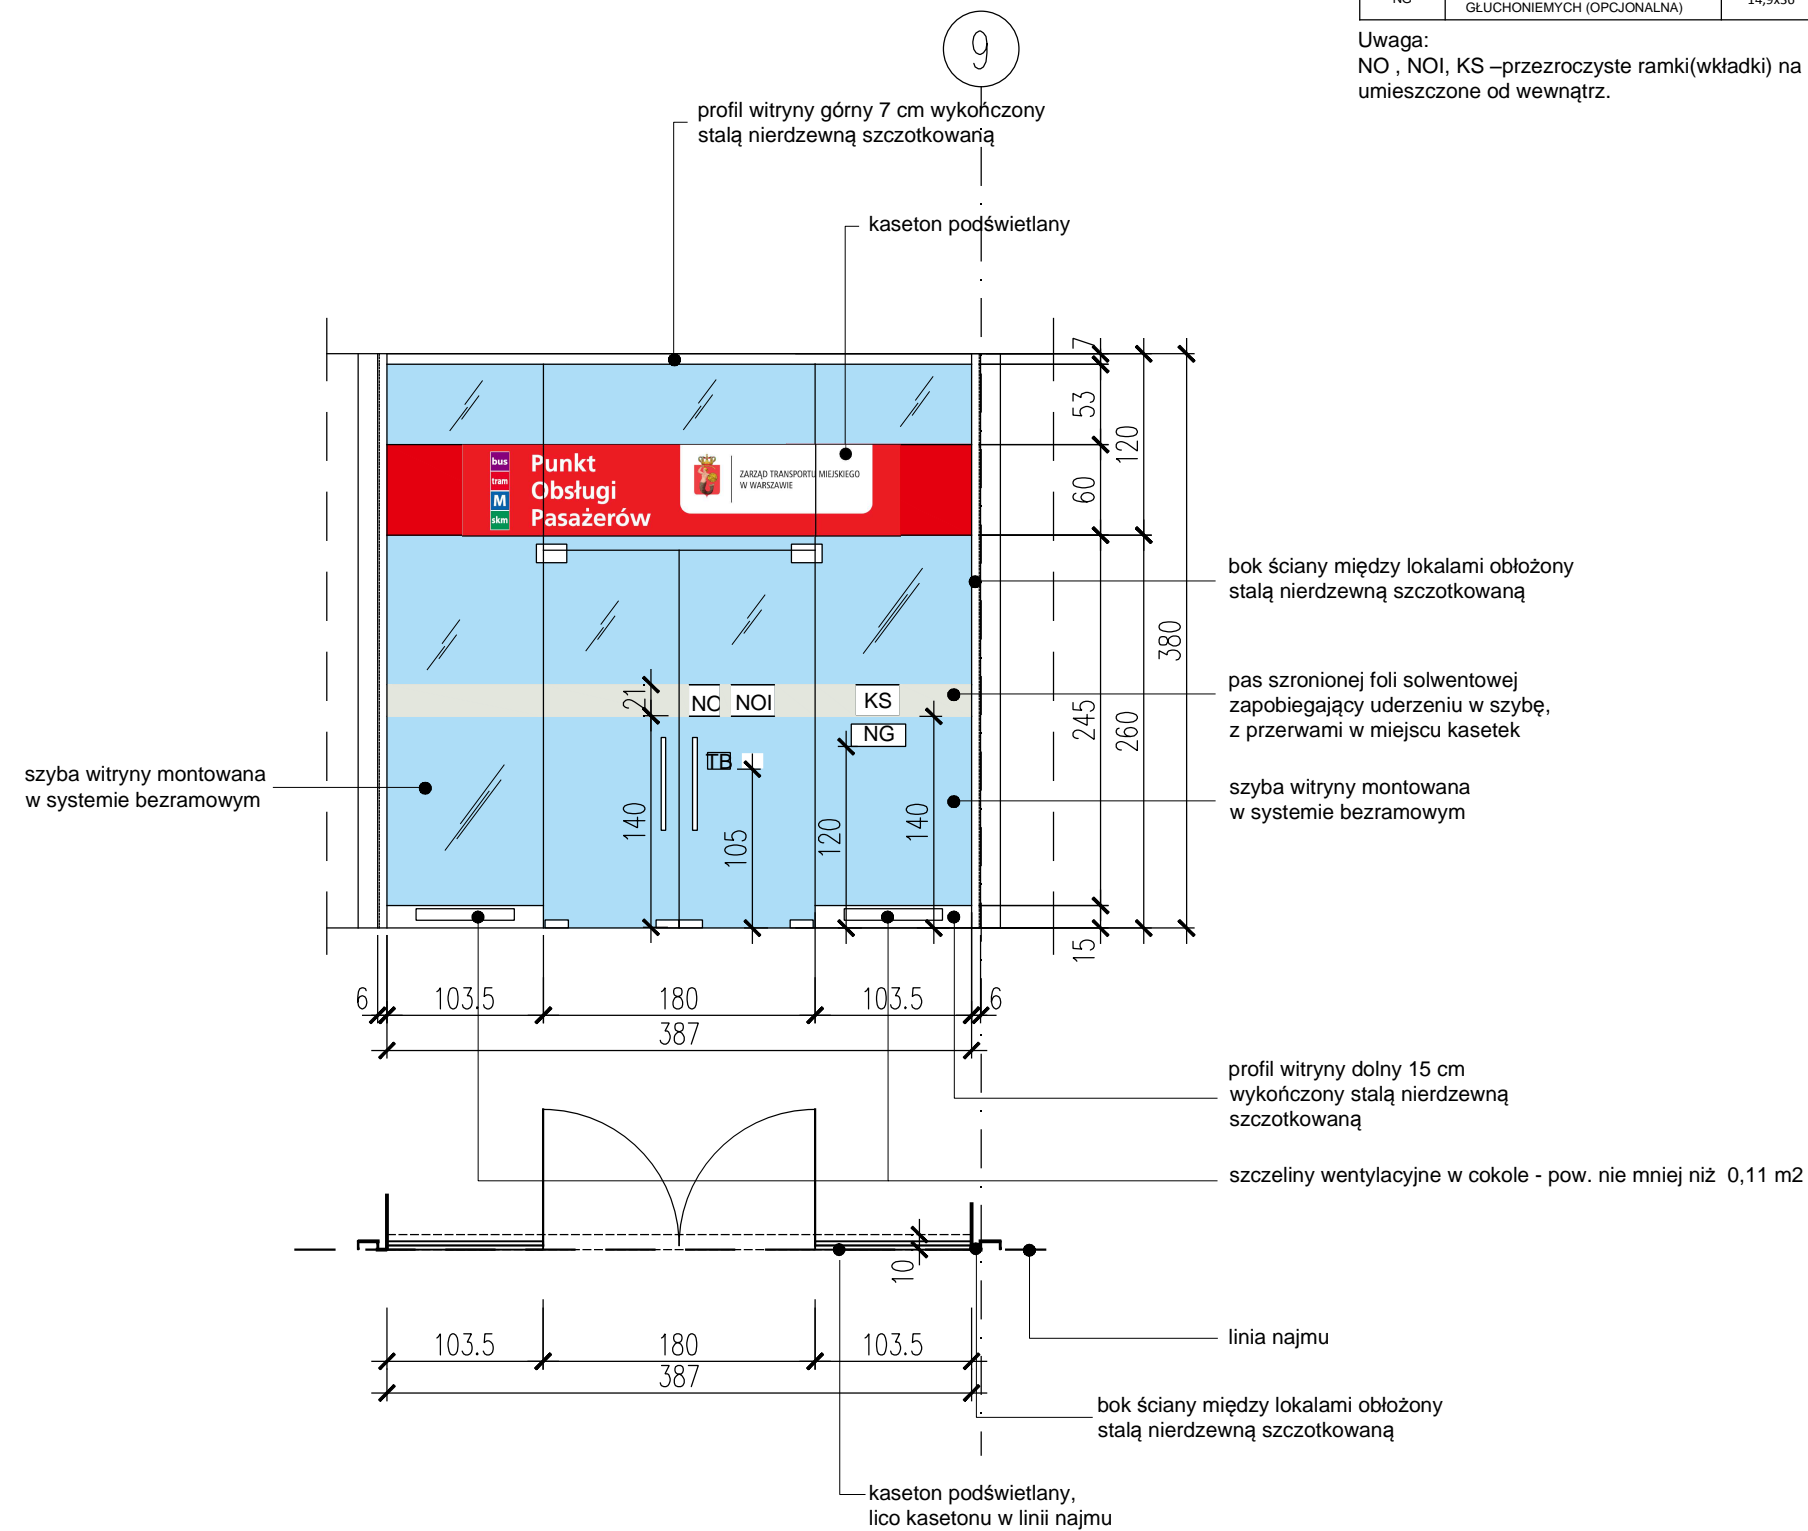 GŁUCHONIEMYCH (OPCJONALNA)
Uwaga:
NO , NOI, KS –przezroczyste ramki(wkładki) na
umieszczone od wewnątrz.
9
profil witryny górny 7 cm wykończony
stalą nierdzewną szczotkowaną
kaseton podświetlany
7
53
120
60
380
245
260
15
bus
tram
M
skm
Punkt
Obsługi
Pasażerów
ZARZĄD TRANSPORTU MIEJSKIEGO
W WARSZAWIE
bok ściany między lokalami obłożony
stalą nierdzewną szczotkowaną
pas szronionej foli solwentowej
zapobiegający uderzeniu w szybę,
z przerwami w miejscu kasetek
21
NO NOI KS
NG
TB
140
105
120
140
szyba witryny montowana
w systemie bezramowym
szyba witryny montowana
w systemie bezramowym
6 103.5 180 103.5 6
387
profil witryny dolny 15 cm
wykończony stalą nierdzewną
szczotkowaną
szczeliny wentylacyjne w cokole - pow. nie mniej niż 0,11 m2
10
103.5 180 103.5
387
linia najmu
bok ściany między lokalami obłożony
stalą nierdzewną szczotkowaną
kaseton podświetlany,
lico kasetonu w linii najmu